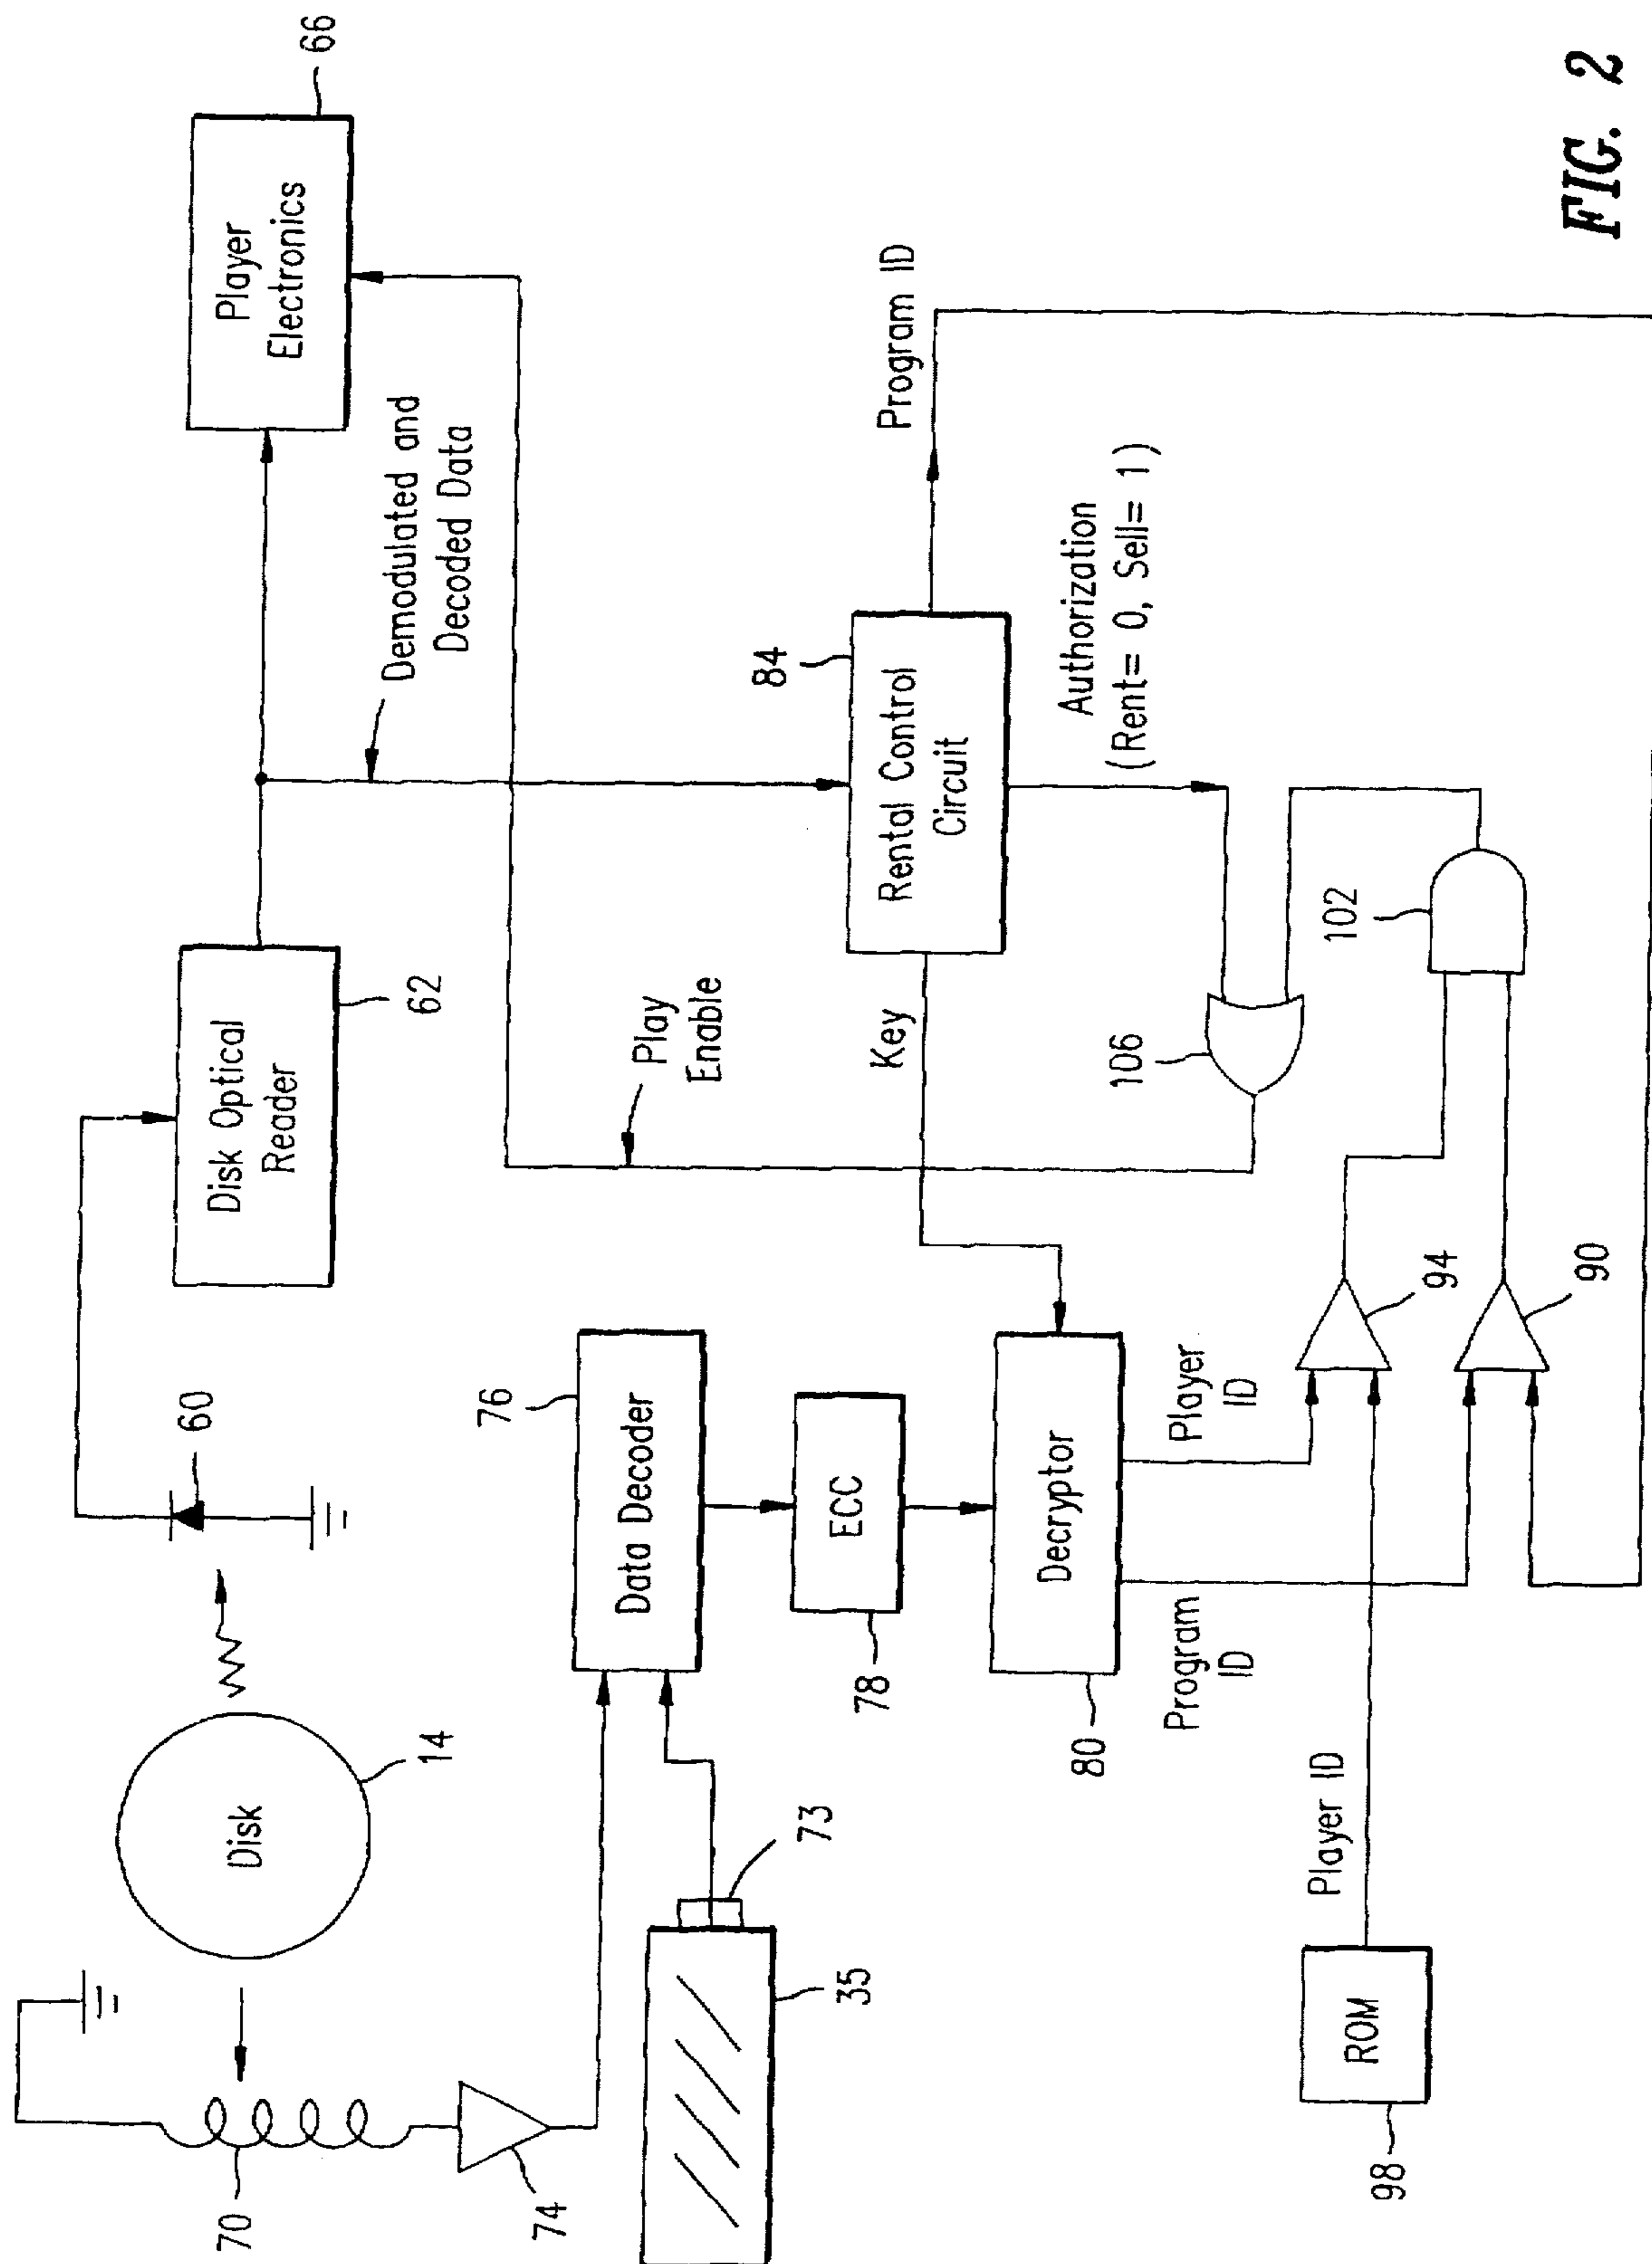 70
74
Disk
14
60
Disk Optical
Reader
62
Player
Electronics
66
Demodulated and
Decoded Data
Play
Enable
35
73
76
Data Decoder
78
ECC
80
Decryptor
Key
84
Rental Control
Circuit
Program ID
Authorization
(Rent= 0, Sell= 1)
106
102
Program
ID
Player
ID
94
90
98
ROM
Player ID
FIG. 2